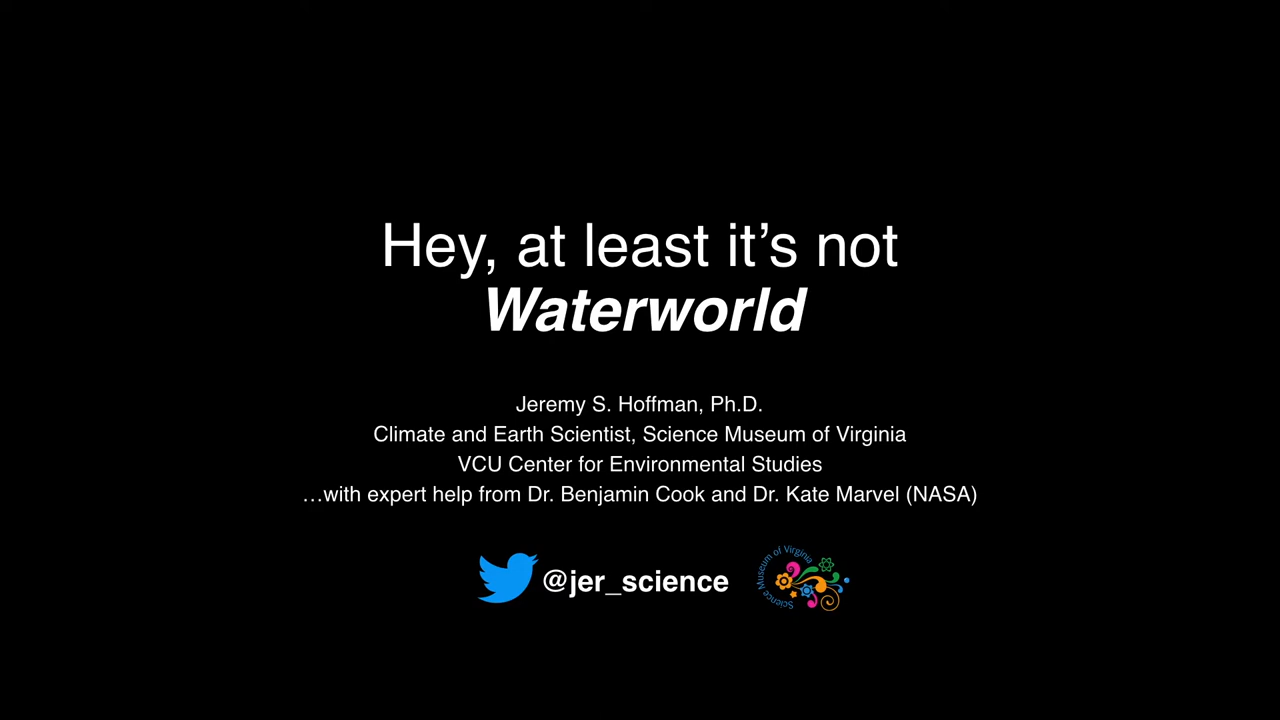 Hey, at least it’s not
Waterworld
Jeremy S. Hoffman, Ph.D.
Climate and Earth Scientist, Science Museum of Virginia
VCU Center for Environmental Studies
…with expert help from Dr. Benjamin Cook and Dr. Kate Marvel (NASA)
@jer_science
Science Museum of Virginia